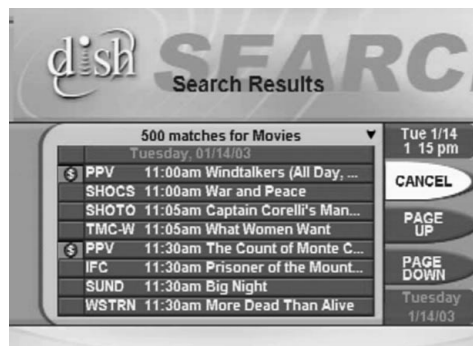 dish
SEARC
Search Results
500 matches for Movies
Tue 1/14
1 15 pm
Tuesday, 01/14/03
$ PPV 11:00am Windtalkers (All Day, ...
CANCEL
SHOCS 11:00am War and Peace
SHOTO 11:05am Captain Corelli's Man...
PAGE
UP
TMC-W 11:05am What Women Want
$ PPV 11:30am The Count of Monte C...
IFC 11:30am Prisoner of the Mount...
PAGE
DOWN
SUND 11:30am Big Night
WSTRN 11:30am More Dead Than Alive
Tuesday
1/14/03